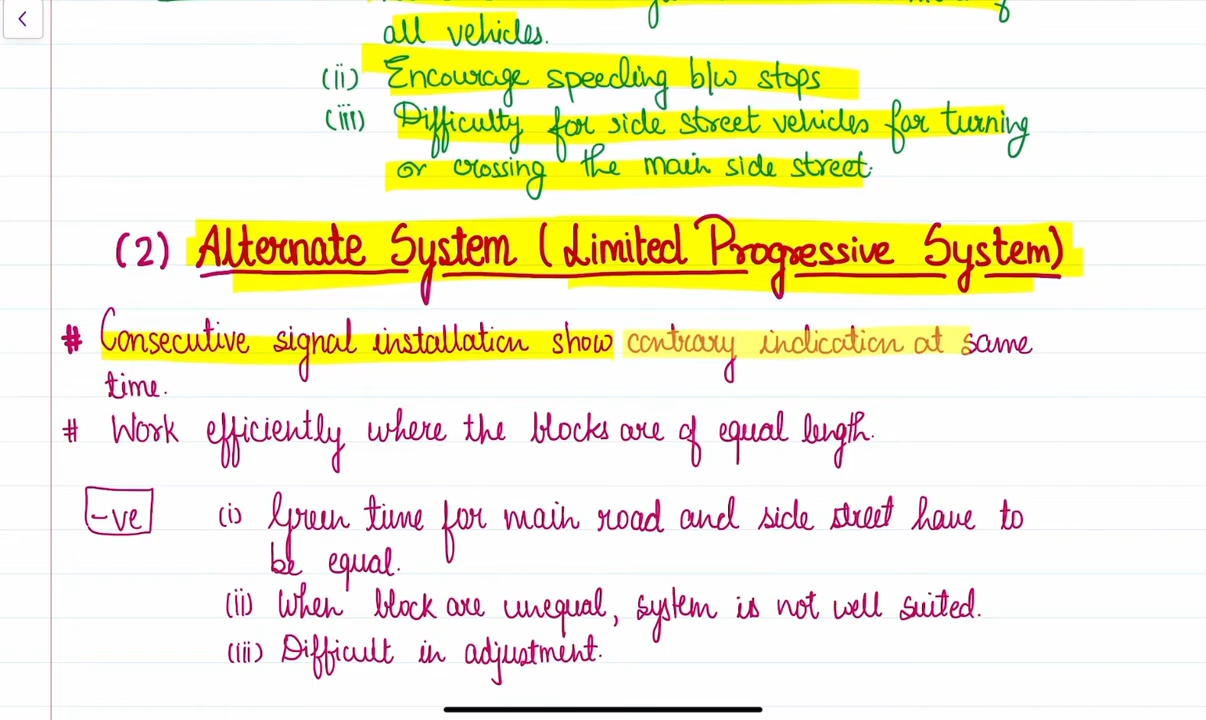 all vehicles.
(ii) Encourage speeding b/w stops
(iii) Difficulty for side street vehicles for turning
or crossing the main side street.
(2) Alternate System (Limited Progressive System)
# Consecutive signal installation show contrary indication at same
time.
# Work efficiently where the blocks are of equal length.
-ve (i) Green time for main road and side street have to
be equal.
(ii) When block are unequal, system is not well suited.
(iii) Difficult in adjustment.